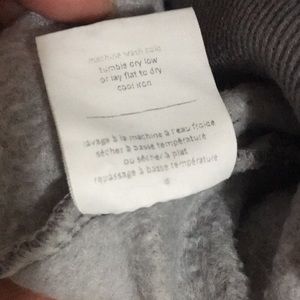 machine wash cold
tumble dry low
or lay flat to dry
cool iron
lavage à la machine à l'eau froide
sécher à basse température
ou sécher à plat
repassage à basse température